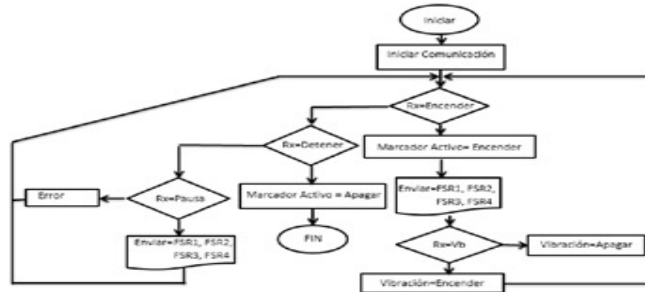 Iniciar
Iniciar Comunicación
Rx=Encender
Rx=Detener
Marcador Activo= Encender
Rx=Pausa
Error
Marcador Activo = Apagar
Enviar=FSR1, FSR2,
FSR3, FSR4
FIN
Rx=Vb
Vibración=Apagar
Enviar=FSR1, FSR2,
FSR3, FSR4
Vibración=Encender